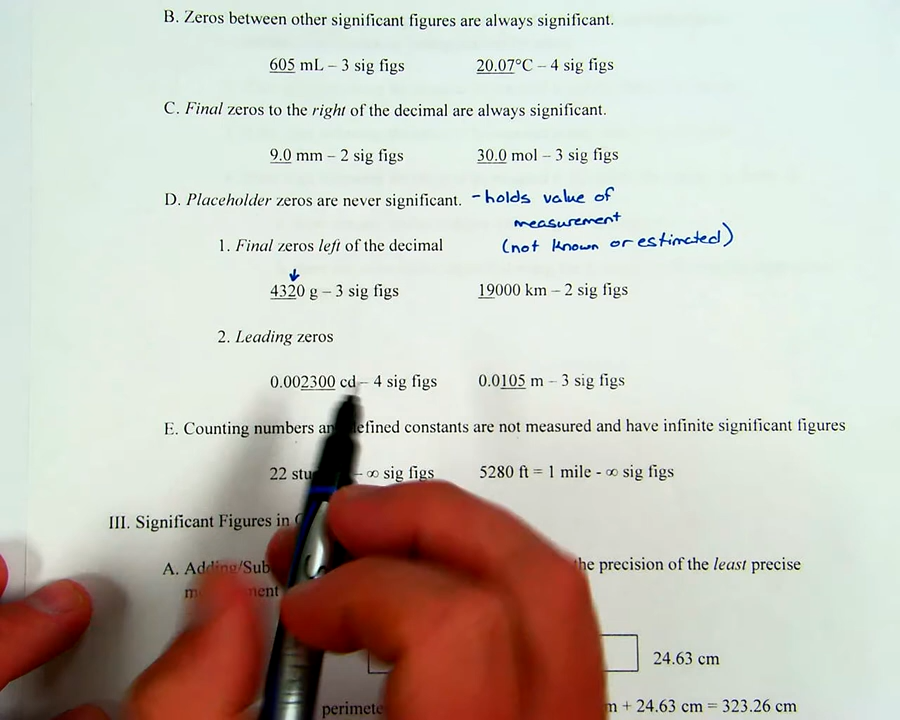 B. Zeros between other significant figures are always significant.
605 mL – 3 sig figs 20.07°C – 4 sig figs
C. Final zeros to the right of the decimal are always significant.
9.0 mm – 2 sig figs 30.0 mol – 3 sig figs
D. Placeholder zeros are never significant. - holds value of
measurement
1. Final zeros left of the decimal (not known or estimated)
4320 g – 3 sig figs 19000 km – 2 sig figs
2. Leading zeros
0.002300 cd – 4 sig figs 0.0105 m – 3 sig figs
E. Counting numbers an efined constants are not measured and have infinite significant figures
22 stu – ∞ sig figs 5280 ft = 1 mile - ∞ sig figs
III. Significant Figures in
A. Adding/Sub the precision of the least precise
24.63 cm
perimete m + 24.63 cm = 323.26 cm